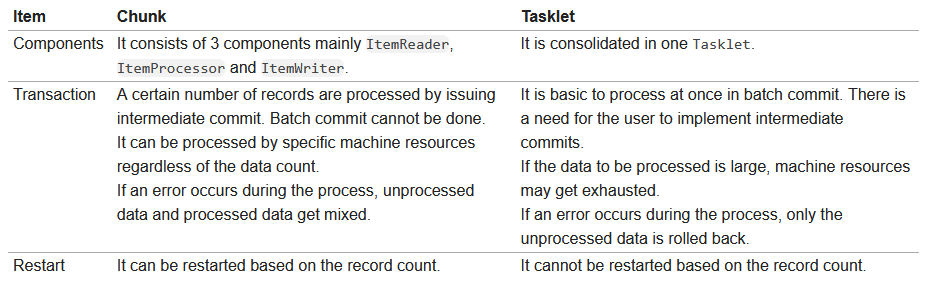 Item Chunk Tasklet
Components It consists of 3 components mainly ItemReader, It is consolidated in one Tasklet.
ItemProcessor and ItemWriter.
Transaction A certain number of records are processed by issuing It is basic to process at once in batch commit. There is
intermediate commit. Batch commit cannot be done. a need for the user to implement intermediate
It can be processed by specific machine resources commits.
regardless of the data count. If the data to be processed is large, machine resources
If an error occurs during the process, unprocessed may get exhausted.
data and processed data get mixed. If an error occurs during the process, only the
unprocessed data is rolled back.
Restart It can be restarted based on the record count. It cannot be restarted based on the record count.